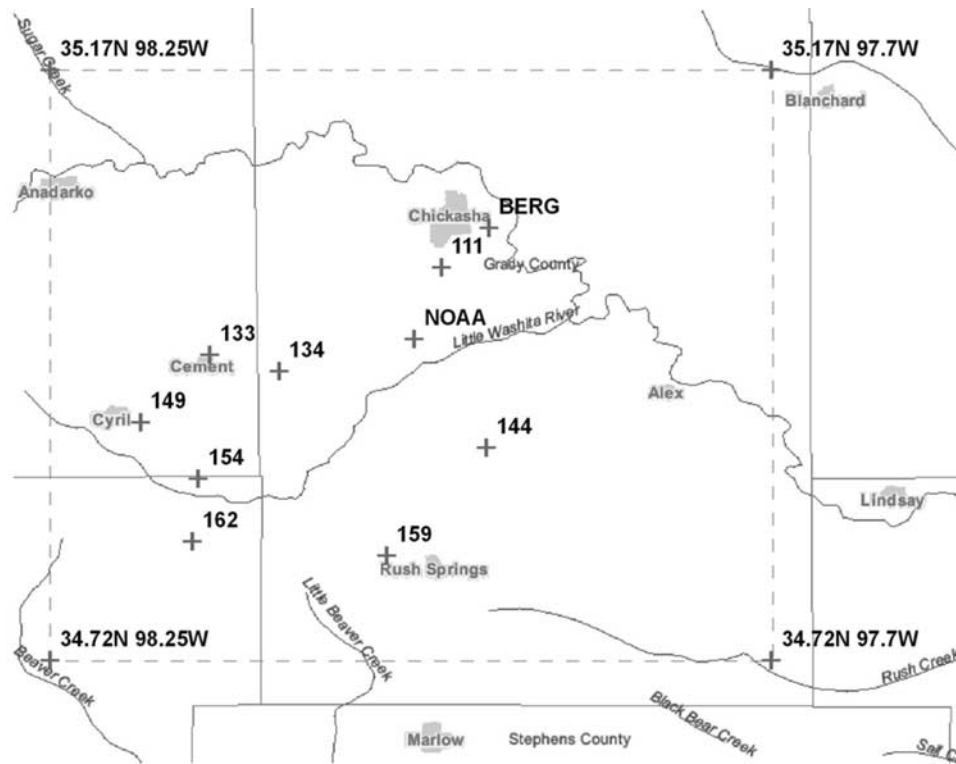 Sugar Creek
35.17N 98.25W
35.17N 97.7W
Blanchard
Anadarko
Chickasha
BERG
111
Grady County
NOAA
Little Washita River
133
Cement
134
Alex
149
Cyril
144
154
Lindsay
162
159
Rush Springs
Little Beaver Creek
34.72N 98.25W
34.72N 97.7W
Beaver Creek
Rush Creek
Black Bear Creek
Marlow
Stephens County